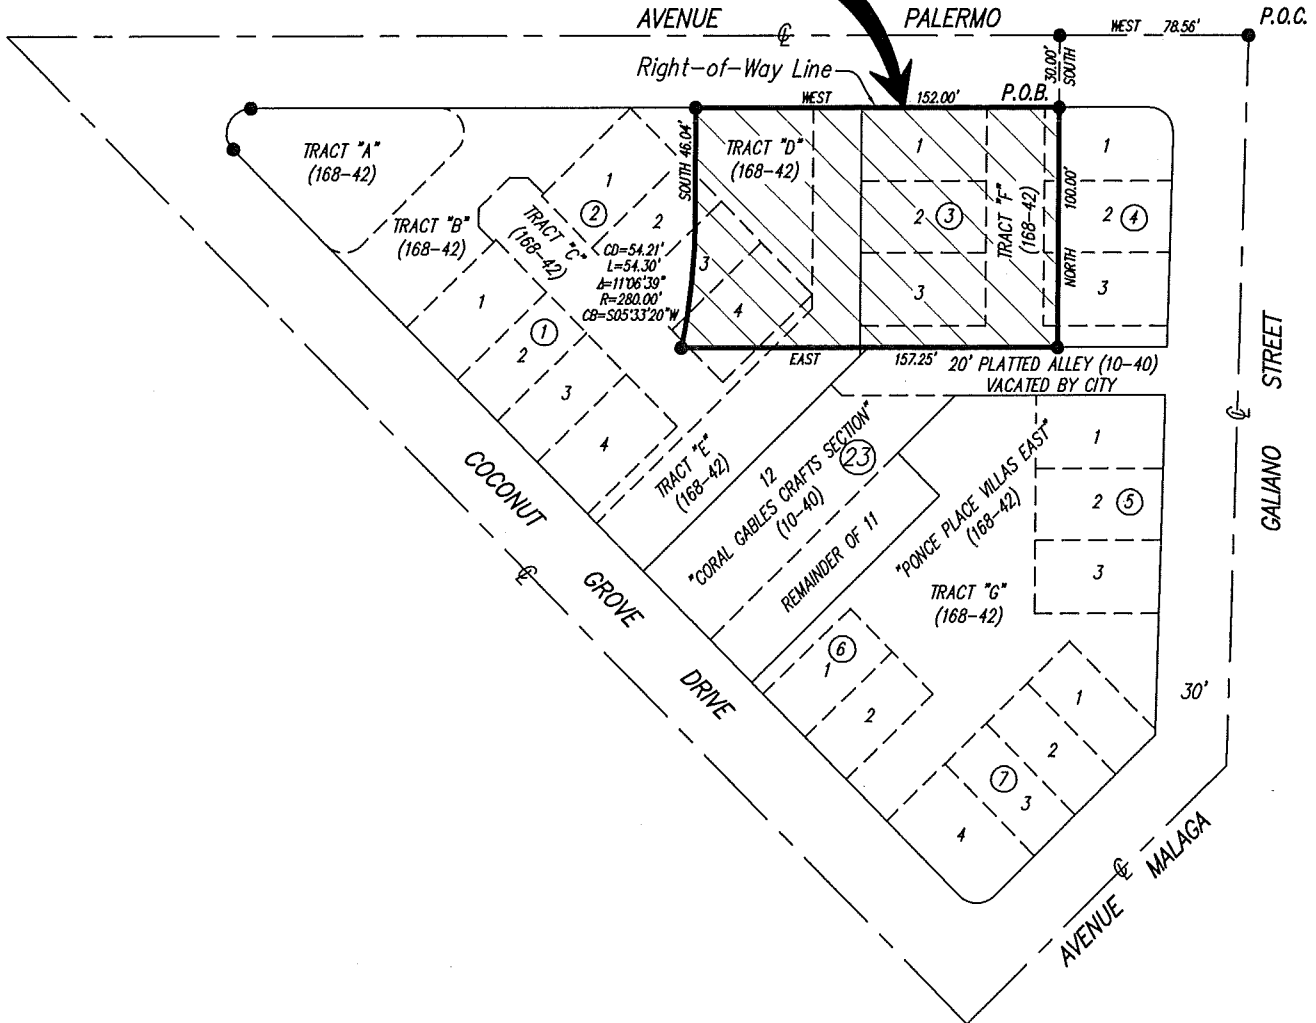 AVENUE PALERMO
P.O.C.
WEST 78.56'
30.00'
SOUTH
Right-of-Way Line
WEST 152.00' P.O.B.
TRACT "A"
(168-42)
TRACT "B"
(168-42)
TRACT "C"
(168-42)
1
2
2
3
4
SOUTH 46.04'
TRACT "D"
(168-42)
CD=54.21'
L=54.30'
Δ=11°06'39"
R=280.00'
CB=S05°33'20"W
1
2 3
3
TRACT "F"
(168-42)
NORTH 100.00'
1
2 4
3
EAST 157.25'
20' PLATTED ALLEY (10-40)
VACATED BY CITY
1
1
2
3
4
TRACT "E"
(168-42)
12
"CORAL GABLES CRAFTS SECTION"
(10-40)
23
REMAINDER OF 11
"PONCE PLACE VILLAS EAST"
(168-42)
TRACT "G"
(168-42)
1
2 5
3
6
1
2
1
2
7
3
4
30'
COCONUT GROVE DRIVE
GALIANO STREET
AVENUE MALAGA